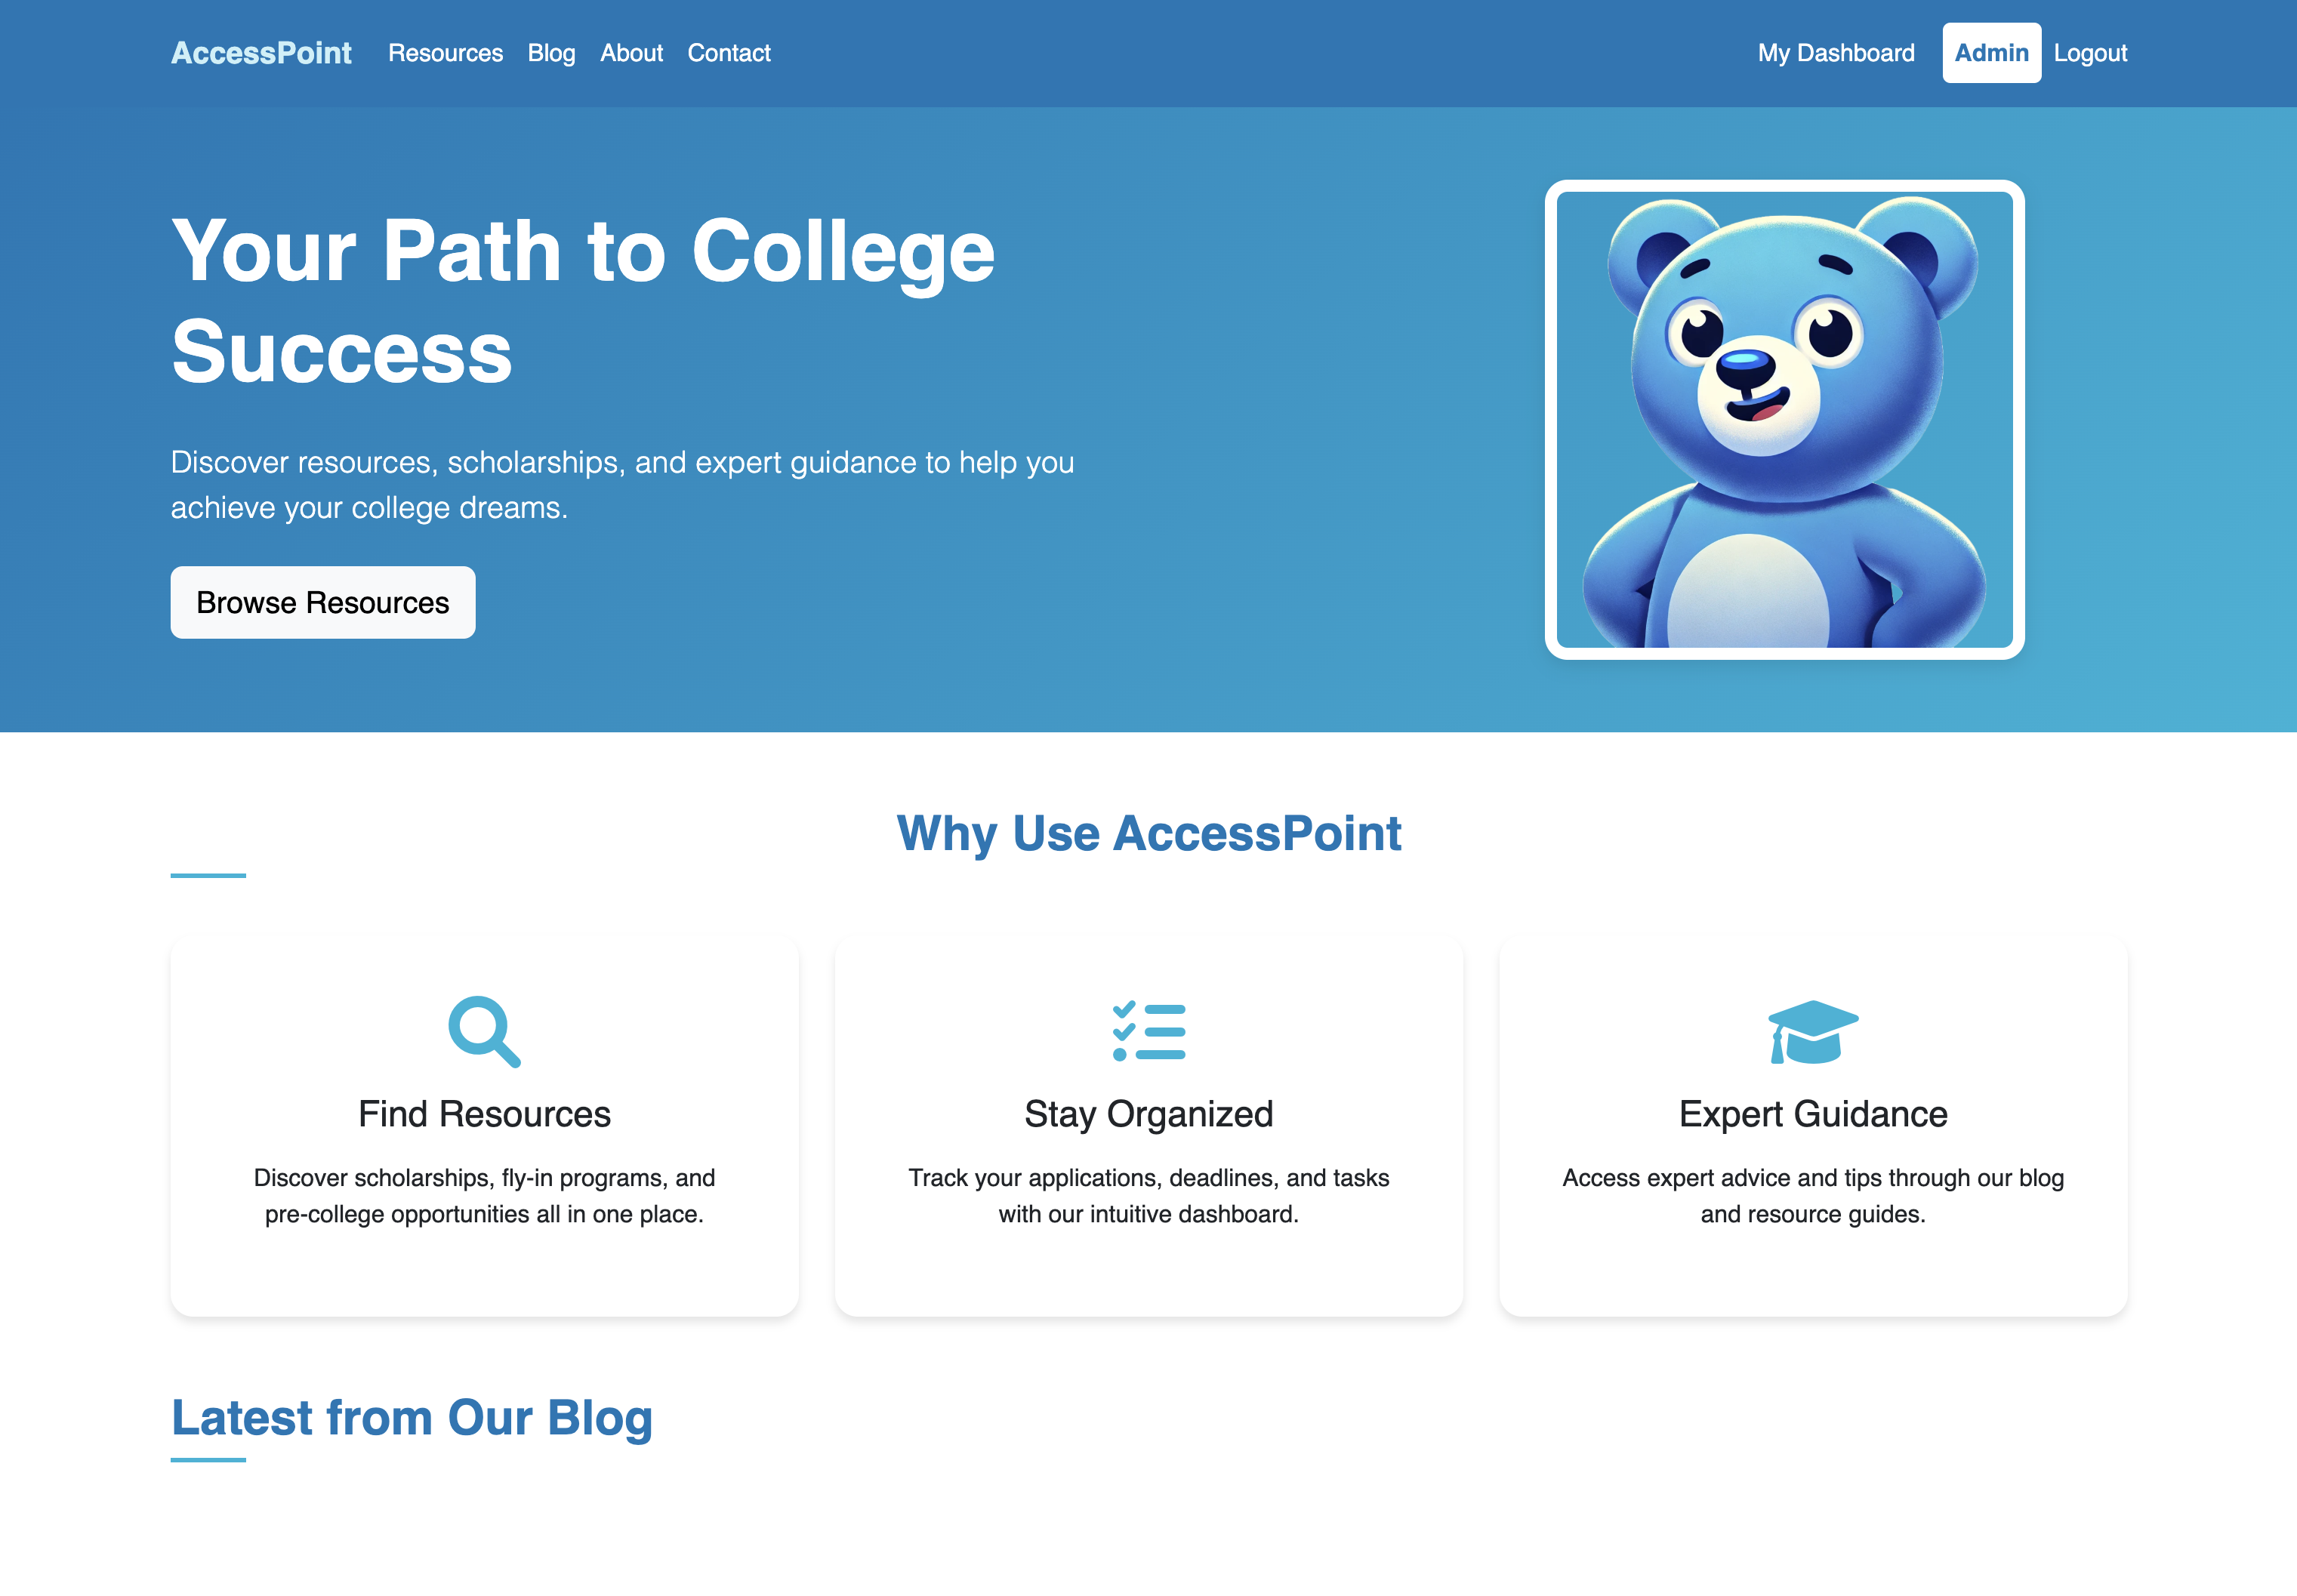 AccessPoint Resources Blog About Contact My Dashboard Admin Logout
Your Path to College
Success
Discover resources, scholarships, and expert guidance to help you
achieve your college dreams.
Browse Resources
Why Use AccessPoint
Find Resources
Discover scholarships, fly-in programs, and
pre-college opportunities all in one place.
Stay Organized
Track your applications, deadlines, and tasks
with our intuitive dashboard.
Expert Guidance
Access expert advice and tips through our blog
and resource guides.
Latest from Our Blog